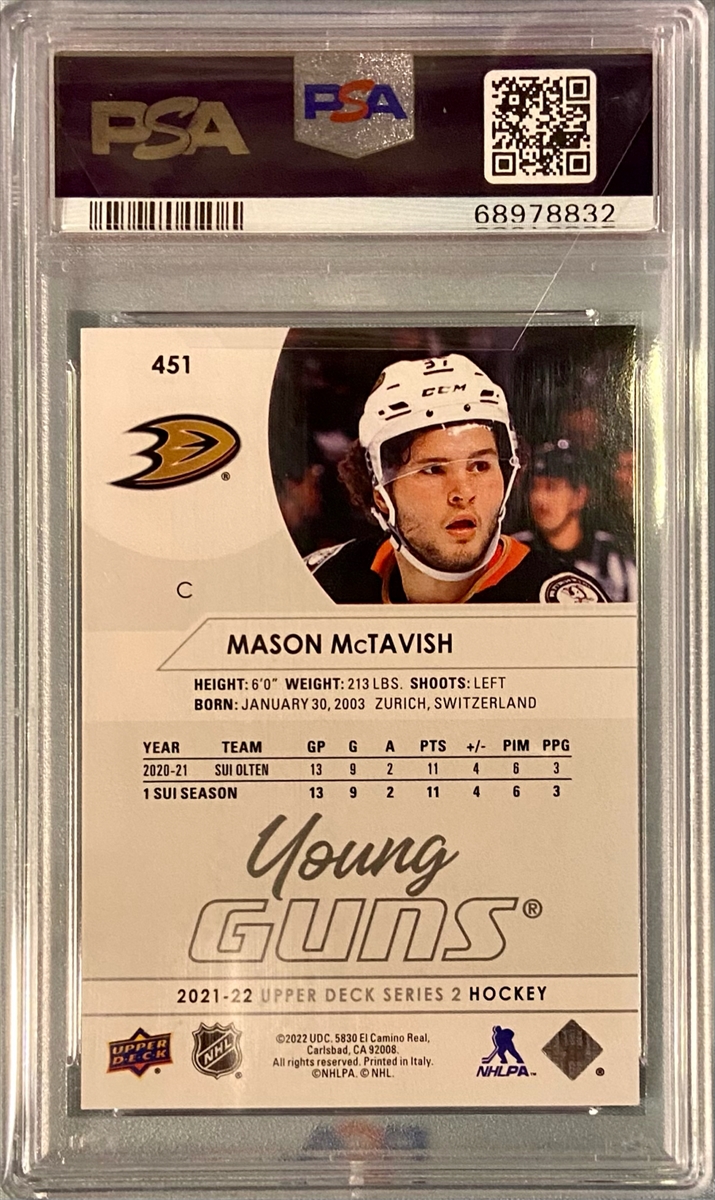 PSA PSA
68978832
451
37
CCM
C
MASON McTAVISH
HEIGHT: 6'0" WEIGHT: 213 LBS. SHOOTS: LEFT
BORN: JANUARY 30, 2003 ZURICH, SWITZERLAND
YEAR TEAM GP G A PTS +/- PIM PPG
2020-21 SUI OLTEN 13 9 2 11 4 6 3
1 SUI SEASON 13 9 2 11 4 6 3
Young
GUNS®
2021-22 UPPER DECK SERIES 2 HOCKEY
UPPER DECK ®
NHL ®
©2022 UDC. 5830 El Camino Real,
Carlsbad, CA 92008.
All rights reserved. Printed in Italy.
©NHLPA. © NHL.
NHLPA™
®